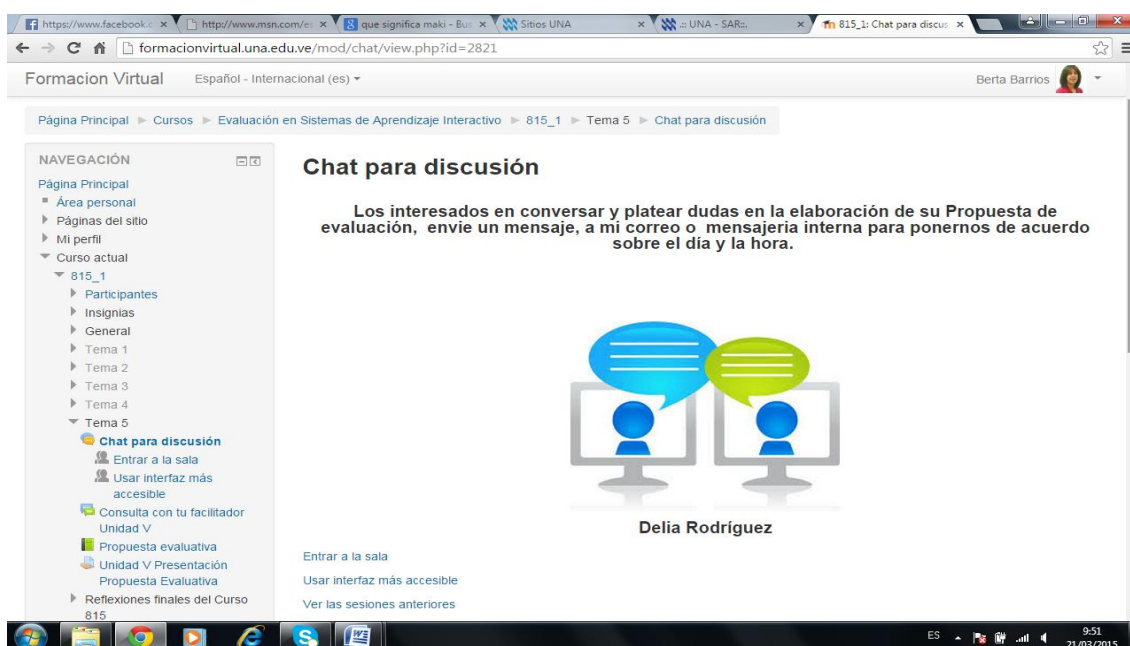 https://www.facebook.c
http://www.msn.com/es
que significa maki - Bus
Sitios UNA
.:: UNA - SAR::.
815_1: Chat para discus
formacionvirtual.una.edu.ve/mod/chat/view.php?id=2821
Formacion Virtual
Español - Internacional (es)
Berta Barrios
Página Principal
Cursos
Evaluación en Sistemas de Aprendizaje Interactivo
815_1
Tema 5
Chat para discusión
NAVEGACIÓN
Página Principal
Área personal
Páginas del sitio
Mi perfil
Curso actual
815_1
Participantes
Insignias
General
Tema 1
Tema 2
Tema 3
Tema 4
Tema 5
Chat para discusión
Entrar a la sala
Usar interfaz más
accesible
Consulta con tu facilitador
Unidad V
Propuesta evaluativa
Unidad V Presentación
Propuesta Evaluativa
Reflexiones finales del Curso
815
Chat para discusión
Los interesados en conversar y platear dudas en la elaboración de su Propuesta de
evaluación, envie un mensaje, a mi correo o mensajeria interna para ponernos de acuerdo
sobre el día y la hora.
Delia Rodríguez
Entrar a la sala
Usar interfaz más accesible
Ver las sesiones anteriores
ES
9:51
21/03/2015